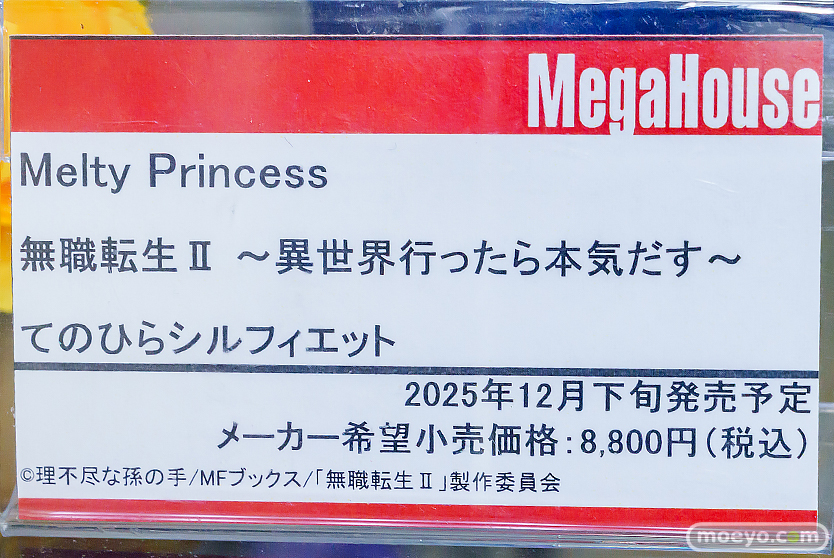 MegaHouse
Melty Princess
無職転生Ⅱ ～異世界行ったら本気だす～
てのひらシルフィエット
2025年12月下旬発売予定
メーカー希望小売価格：8,800円（税込）
©理不尽な孫の手/MFブックス/「無職転生Ⅱ」製作委員会
moeyo.com